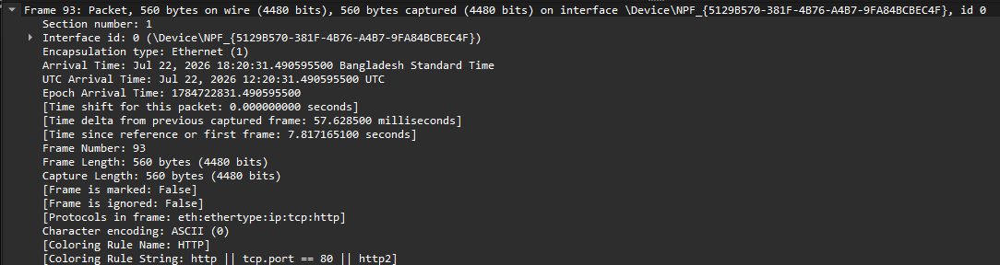 Frame 93: Packet, 560 bytes on wire (4480 bits), 560 bytes captured (4480 bits) on interface \Device\NPF_{5129B570-381F-4B76-A4B7-9FA84BCBEC4F}, id 0
Section number: 1
Interface id: 0 (\Device\NPF_{5129B570-381F-4B76-A4B7-9FA84BCBEC4F})
Encapsulation type: Ethernet (1)
Arrival Time: Jul 22, 2026 18:20:31.490595500 Bangladesh Standard Time
UTC Arrival Time: Jul 22, 2026 12:20:31.490595500 UTC
Epoch Arrival Time: 1784722831.490595500
[Time shift for this packet: 0.000000000 seconds]
[Time delta from previous captured frame: 57.628500 milliseconds]
[Time since reference or first frame: 7.817165100 seconds]
Frame Number: 93
Frame Length: 560 bytes (4480 bits)
Capture Length: 560 bytes (4480 bits)
[Frame is marked: False]
[Frame is ignored: False]
[Protocols in frame: eth:ethertype:ip:tcp:http]
Character encoding: ASCII (0)
[Coloring Rule Name: HTTP]
[Coloring Rule String: http || tcp.port == 80 || http2]